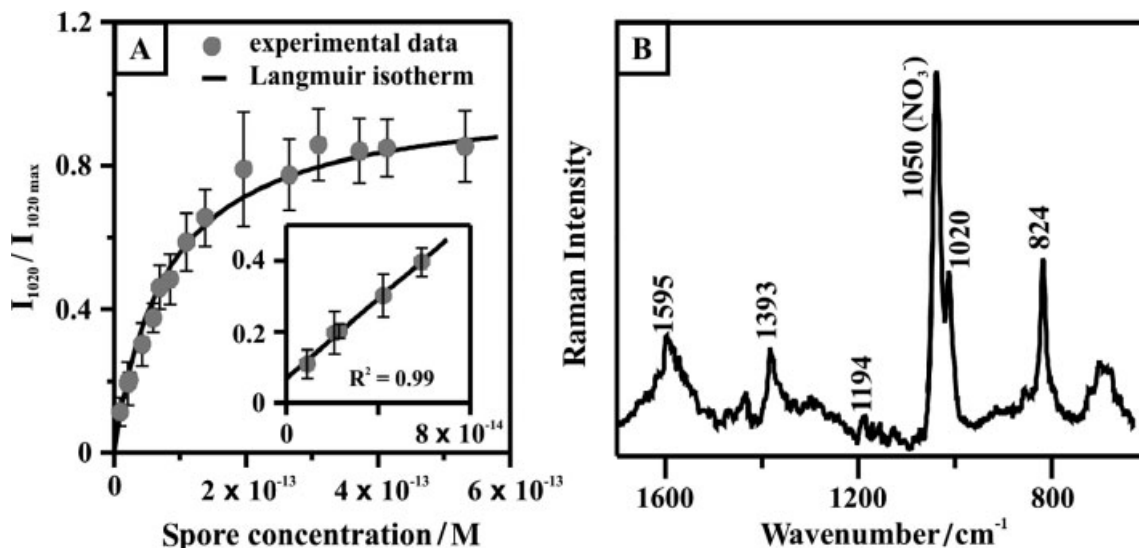 A
experimental data
Langmuir isotherm
1.2
0.8
0.4
0
I1020 / I1020 max
0.4
0.2
0
R² = 0.99
0
8 x 10⁻¹⁴
0
2 x 10⁻¹³
4 x 10⁻¹³
6 x 10⁻¹³
Spore concentration / M
B
Raman Intensity
1595
1393
1194
1050 (NO₃⁻)
1020
824
1600
1200
800
Wavenumber /cm⁻¹